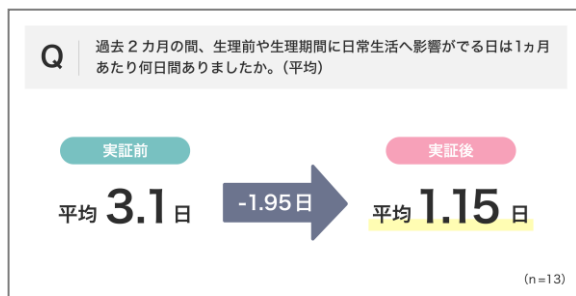 Q
過去2カ月の間、生理前や生理期間に日常生活へ影響がでる日は1ヵ月
あたり何日間ありましたか。(平均)
実証前
実証後
平均 3.1 日
-1.95日
平均 1.15 日
(n=13)